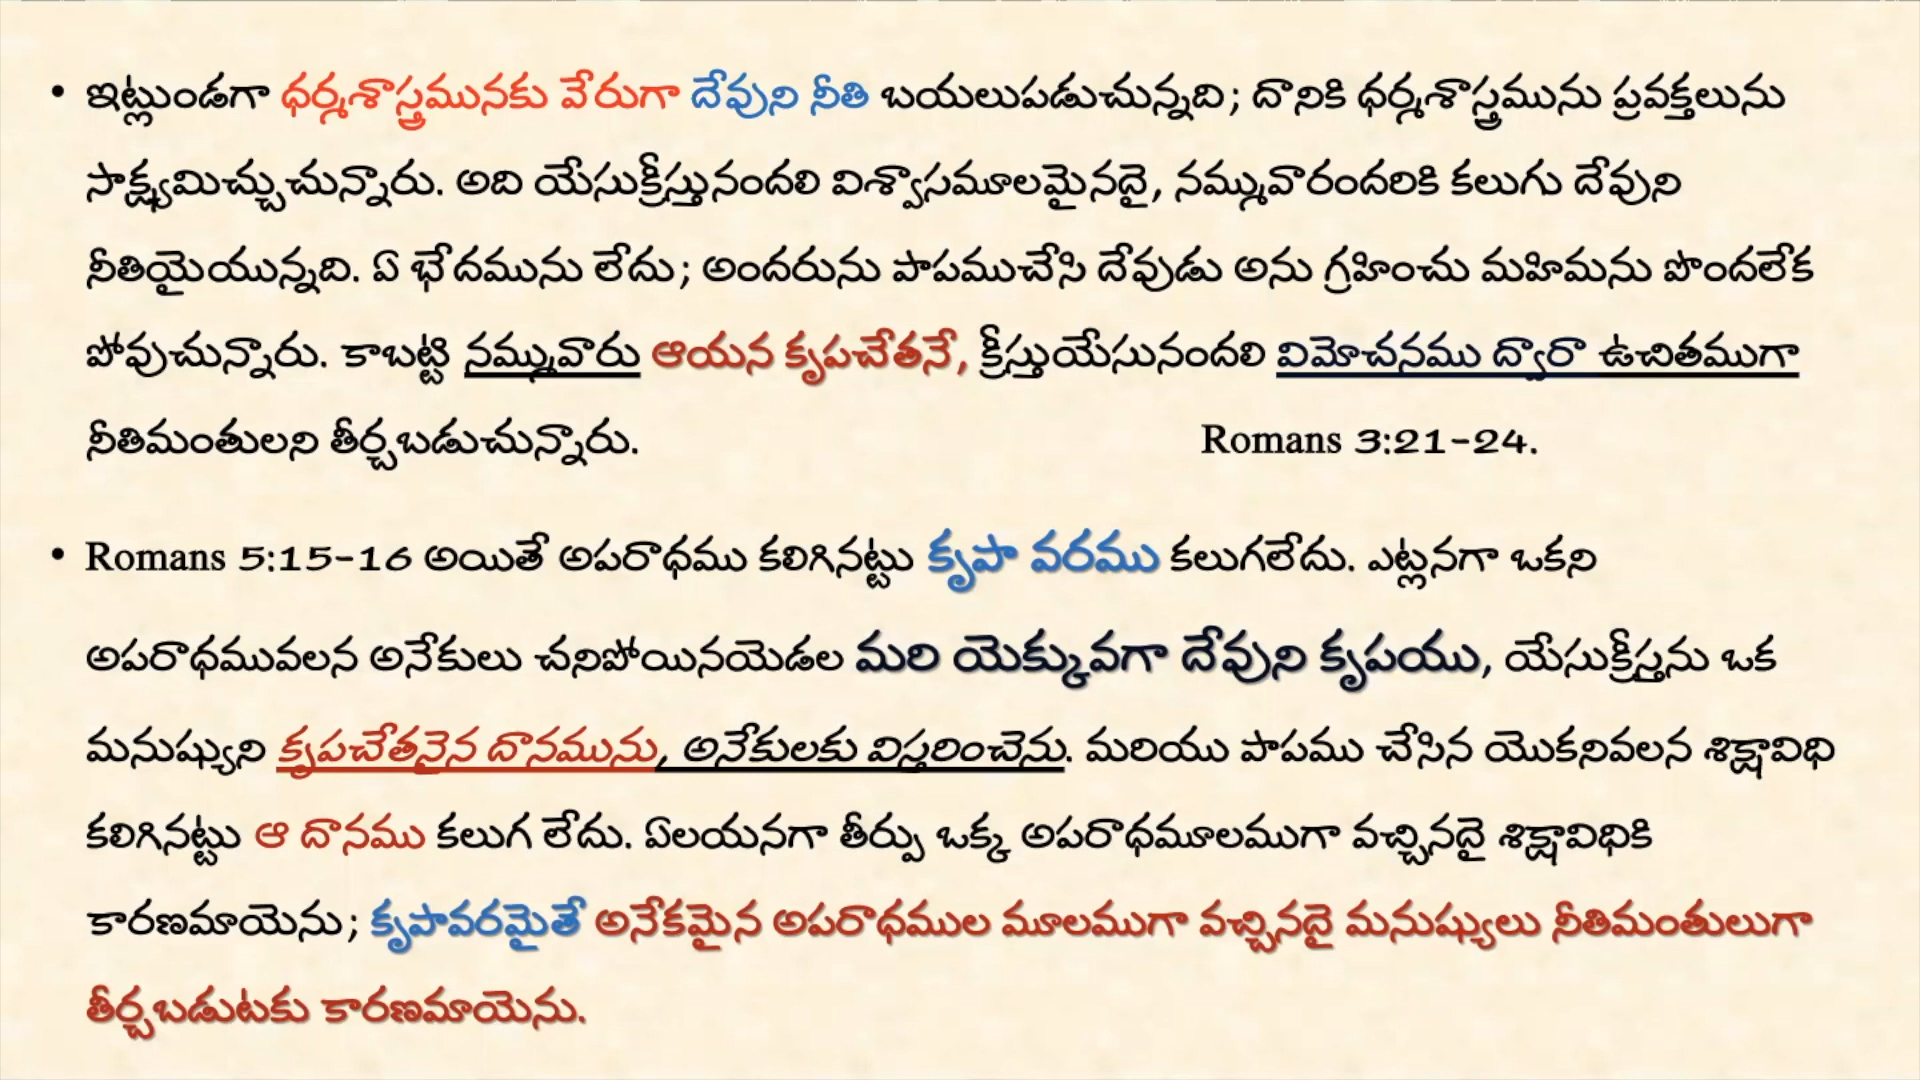 • ఇట్లుండగా ధర్మశాస్త్రమునకు వేరుగా దేవుని నీతి బయలుపడుచున్నది; దానికి ధర్మశాస్త్రమును ప్రవక్తలును
సాక్ష్యమిచ్చుచున్నారు. అది యేసుక్రీస్తునందలి విశ్వాసమూలమైనదై, నమ్మువారందరికి కలుగు దేవుని
నీతియైయున్నది. ఏ భేదమును లేదు; అందరును పాపముచేసి దేవుడు అను గ్రహించు మహిమను పొందలేక
పోవుచున్నారు. కాబట్టి నమ్మువారు ఆయన కృపచేతనే, క్రీస్తుయేసునందలి విమోచనము ద్వారా ఉచితముగా
నీతిమంతులని తీర్చబడుచున్నారు. Romans 3:21-24.
• Romans 5:15-16 అయితే అపరాధము కలిగినట్టు కృపా వరము కలుగలేదు. ఎట్లనగా ఒకని
అపరాధమువలన అనేకులు చనిపోయినయెడల మరి యెక్కువగా దేవుని కృపయు, యేసుక్రీస్తను ఒక
మనుష్యుని కృపచేతనైన దానమును, అనేకులకు విస్తరించెను. మరియు పాపము చేసిన యొకనివలన శిక్షావిధి
కలిగినట్టు ఆ దానము కలుగ లేదు. ఏలయనగా తీర్పు ఒక్క అపరాధమూలముగా వచ్చినదై శిక్షావిధికి
కారణమాయెను; కృపావరమైతే అనేకమైన అపరాధముల మూలముగా వచ్చినదై మనుష్యులు నీతిమంతులుగా
తీర్చబడుటకు కారణమాయెను.